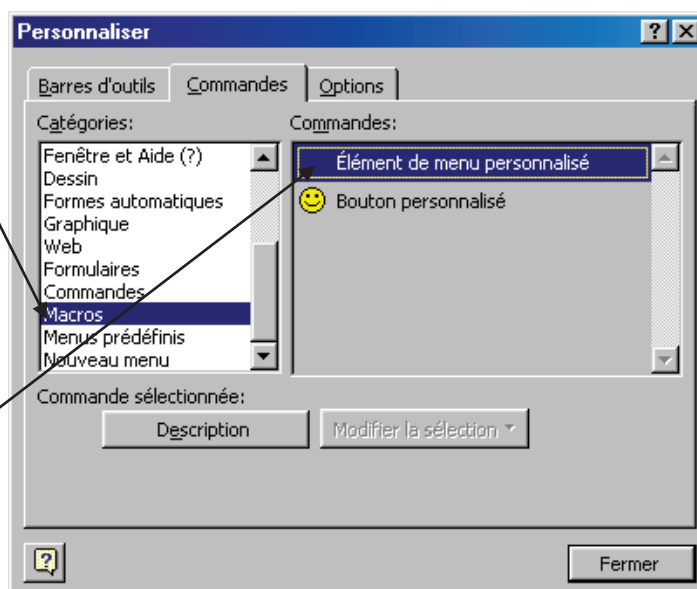 Personnaliser
Barres d'outils Commandes Options
Catégories: Commandes:
Fenêtre et Aide (?)
Dessin
Formes automatiques
Graphique
Web
Formulaires
Commandes
Macros
Menus prédéfinis
Nouveau menu
Élément de menu personnalisé
Bouton personnalisé
Commande sélectionnée:
Description Modifier la sélection
Fermer